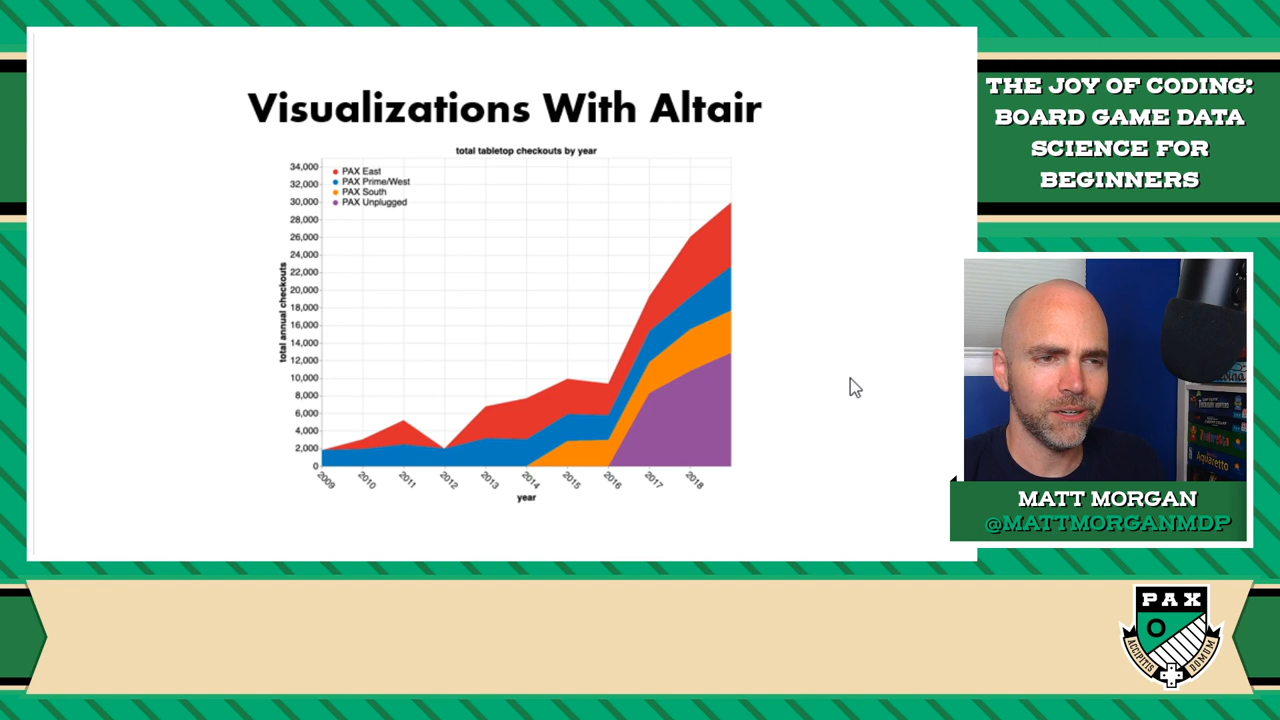 Visualizations With Altair
total tabletop checkouts by year
PAX East
PAX Prime/West
PAX South
PAX Unplugged
34,000
32,000
30,000
28,000
26,000
24,000
22,000
20,000
18,000
16,000
14,000
12,000
10,000
8,000
6,000
4,000
2,000
0
total annual checkouts
2009
2010
2011
2012
2013
2014
2015
2016
2017
2018
year
THE JOY OF CODING:
BOARD GAME DATA
SCIENCE FOR
BEGINNERS
Aquaretto
MATT MORGAN
@MATTMORGANMDP
PAX
ACCIPITIS
DOMUM